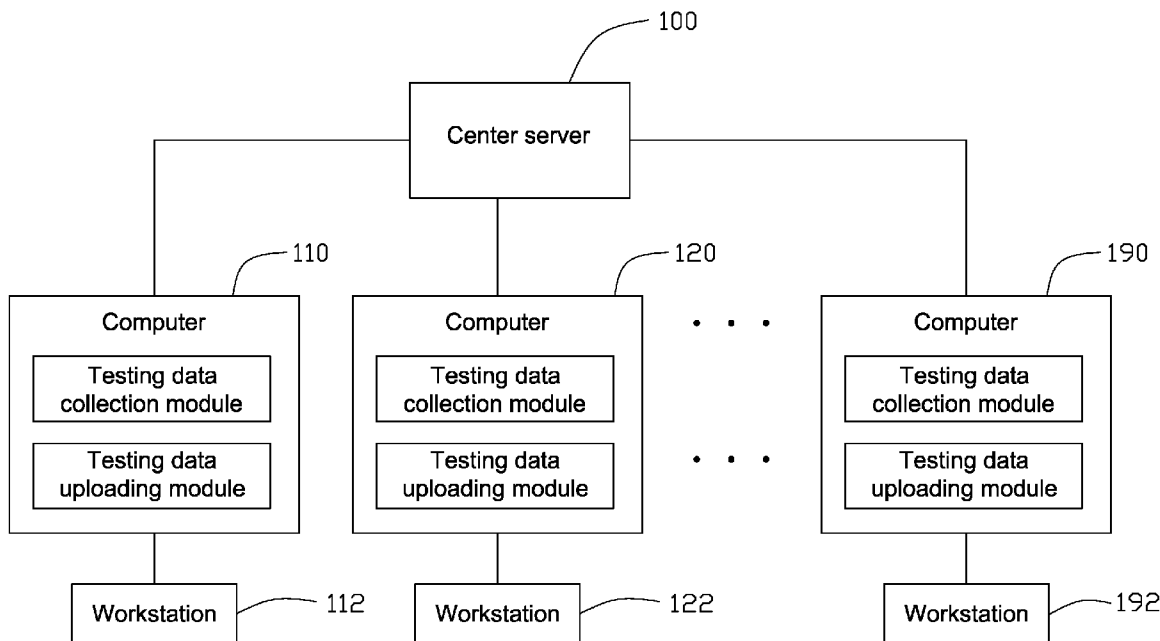 100
Center server
110
120
190
Computer
Computer
. . .
Computer
Testing data
collection module
Testing data
collection module
Testing data
collection module
Testing data
uploading module
Testing data
uploading module
. . .
Testing data
uploading module
Workstation
112
Workstation
122
Workstation
192